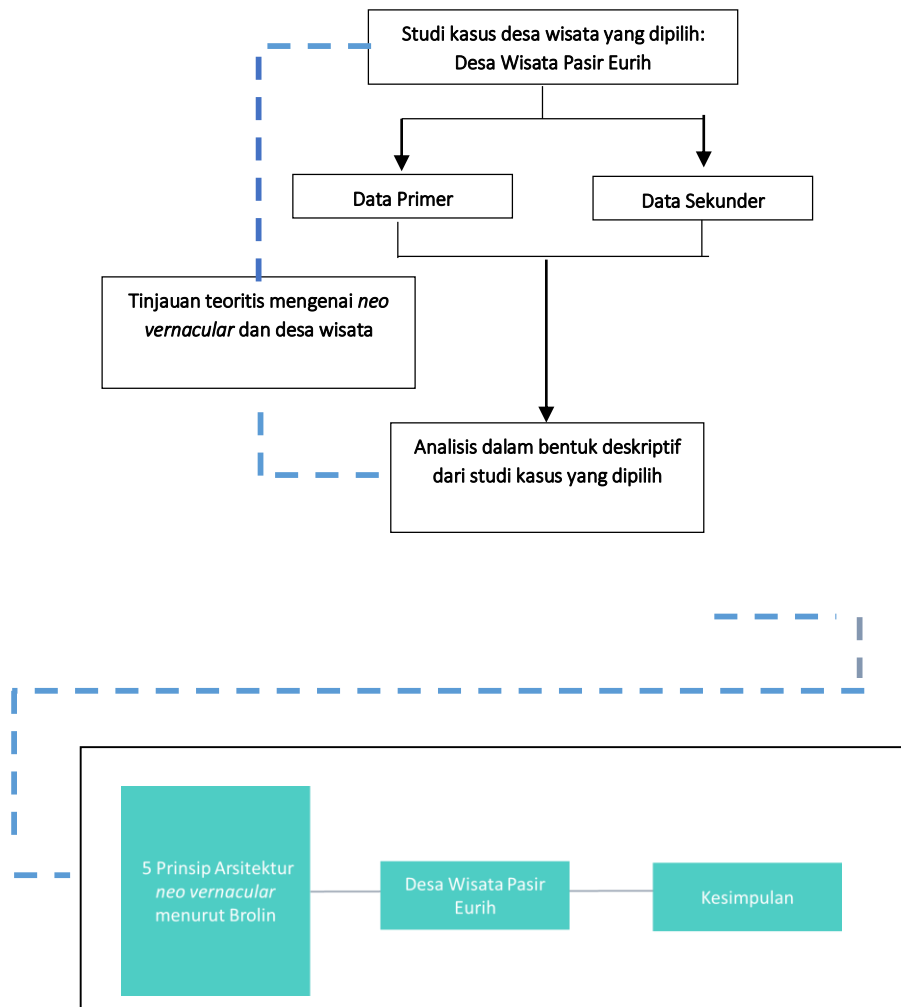 Studi kasus desa wisata yang dipilih:
Desa Wisata Pasir Eurih
Data Primer
Data Sekunder
Tinjauan teoritis mengenai neo
vernacular dan desa wisata
Analisis dalam bentuk deskriptif
dari studi kasus yang dipilih
5 Prinsip Arsitektur
neo vernacular
menurut Brolin
Desa Wisata Pasir
Eurih
Kesimpulan